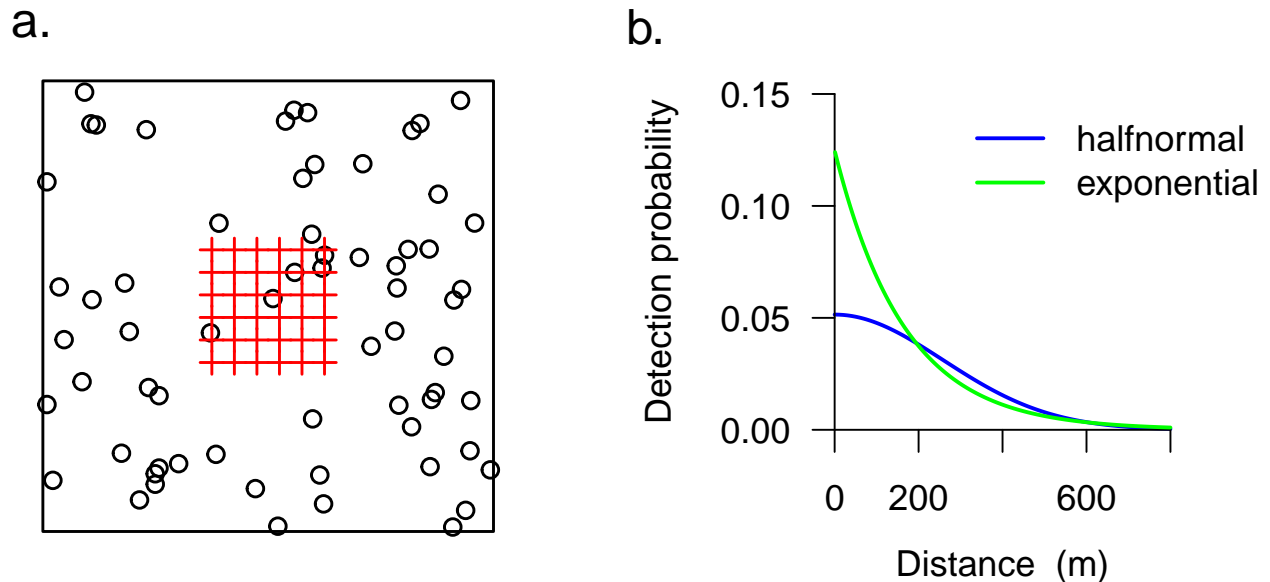 a.
b.
Detection probability
0.15
0.10
0.05
0.00
halfnormal
exponential
0 200 600
Distance (m)